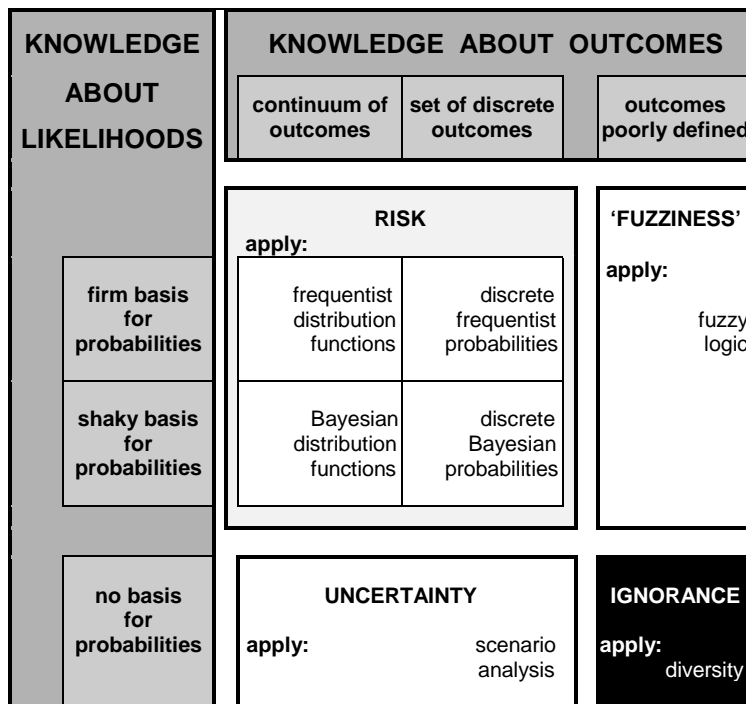 KNOWLEDGE
ABOUT
LIKELIHOODS
KNOWLEDGE ABOUT OUTCOMES
continuum of
outcomes
set of discrete
outcomes
outcomes
poorly defined
RISK
apply:
‘FUZZINESS’
apply:
firm basis
for
probabilities
frequentist
distribution
functions
discrete
frequentist
probabilities
fuzzy
logic
shaky basis
for
probabilities
Bayesian
distribution
functions
discrete
Bayesian
probabilities
no basis
for
probabilities
UNCERTAINTY
apply:
scenario
analysis
IGNORANCE
apply:
diversity